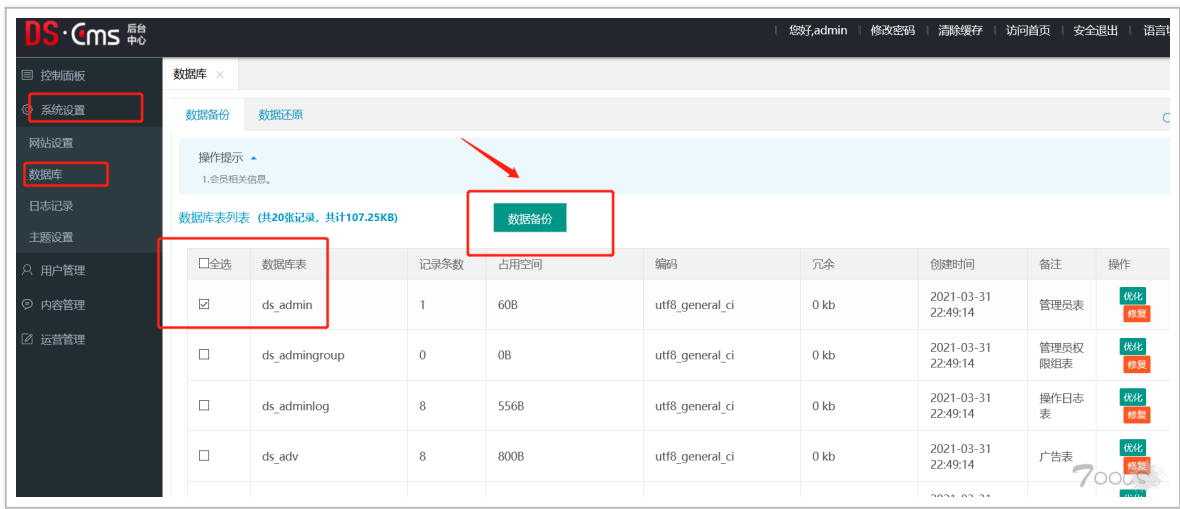 DS·Cms 后台中心
您好,admin 修改密码 清除缓存 访问首页 安全退出 语言
控制面板
系统设置
网站设置
数据库
日志记录
主题设置
用户管理
内容管理
运营管理
数据库 ×
数据备份 数据还原
操作提示
1.会员相关信息。
数据库表列表 (共20张记录，共计107.25KB) 数据备份
全选 数据库表 记录条数 占用空间 编码 冗余 创建时间 备注 操作
ds_admin 1 60B utf8_general_ci 0 kb 2021-03-31 22:49:14 管理员表 优化 修复
ds_admingroup 0 0B utf8_general_ci 0 kb 2021-03-31 22:49:14 管理员权限组表 优化 修复
ds_adminlog 8 556B utf8_general_ci 0 kb 2021-03-31 22:49:14 操作日志表 优化 修复
ds_adv 8 800B utf8_general_ci 0 kb 2021-03-31 22:49:14 广告表 优化 修复